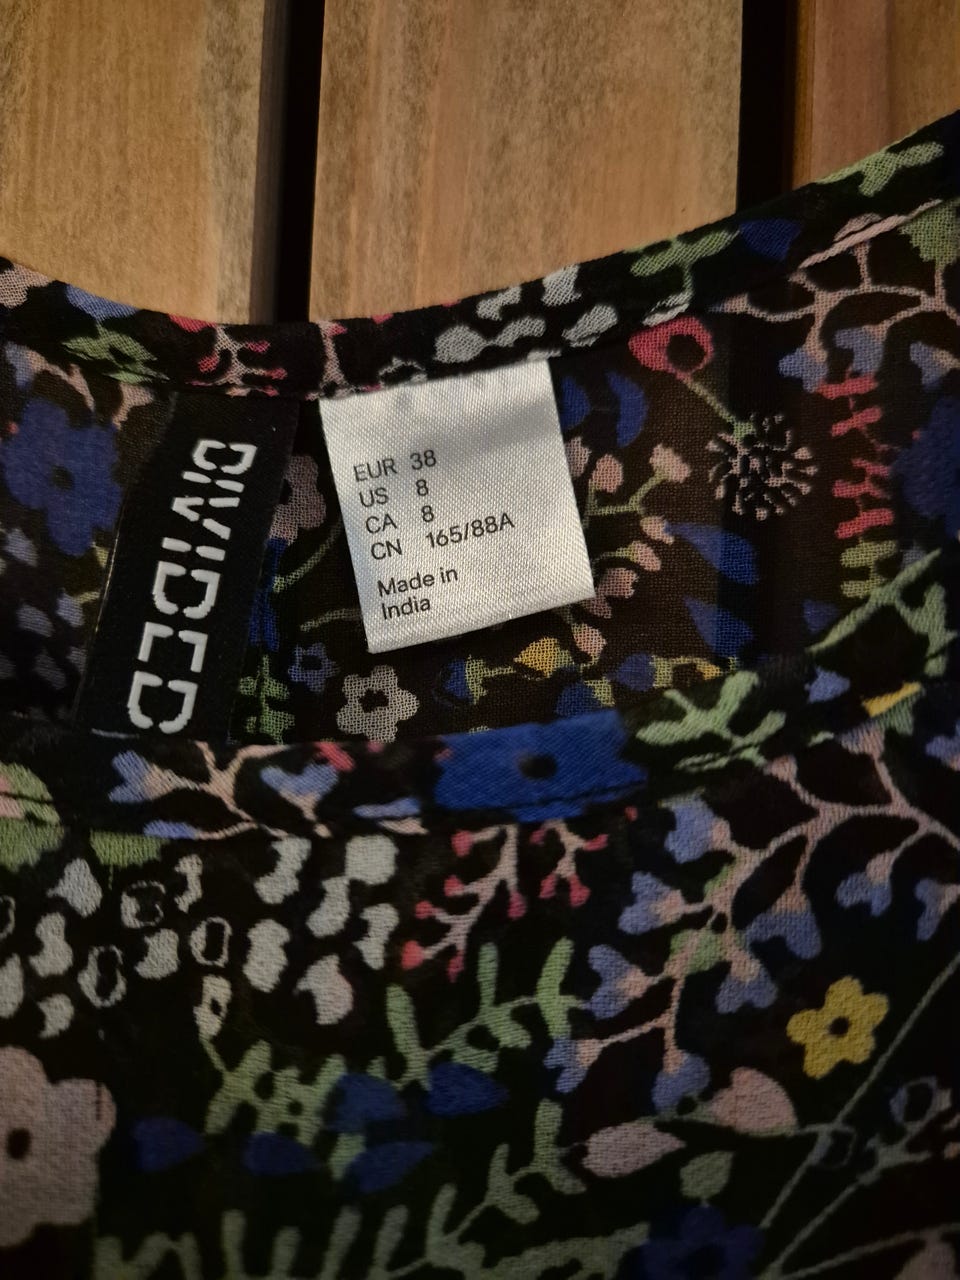 DIVIDED
EUR 38
US 8
CA 8
CN 165/88A
Made in
India